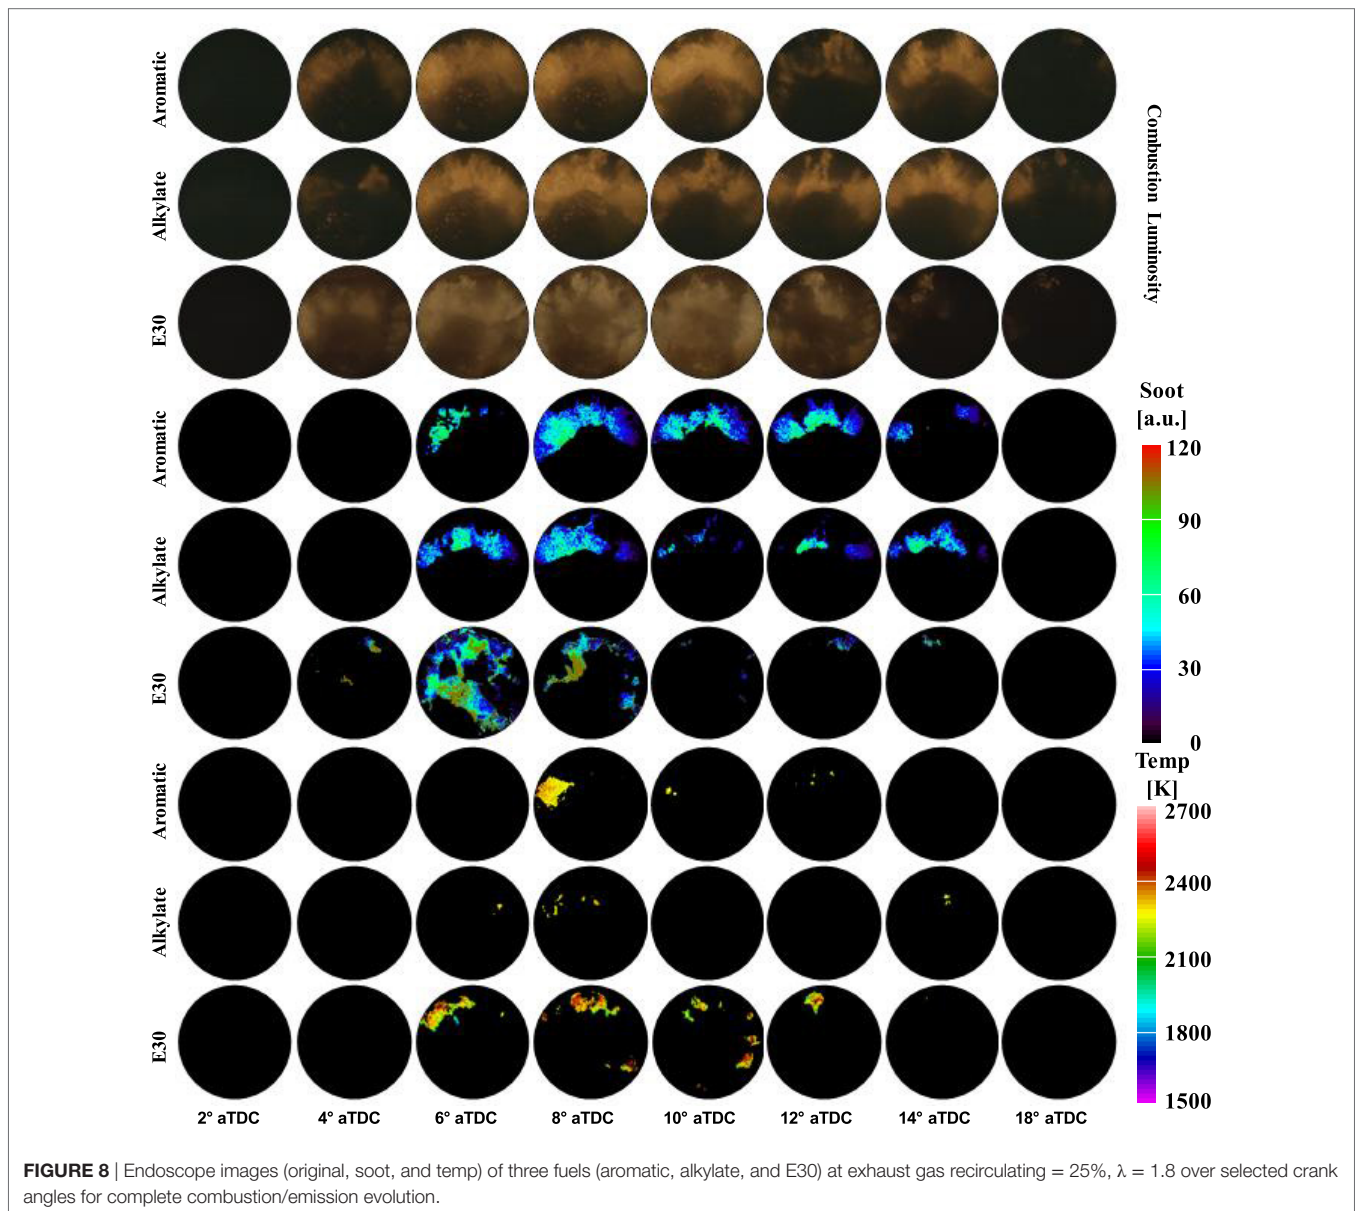 Aromatic
Alkylate
E30
Combustion Luminosity
Aromatic
Alkylate
E30
Soot
[a.u.]
120
90
60
30
0
Aromatic
Alkylate
E30
Temp
[K]
2700
2400
2100
1800
1500
2° aTDC 4° aTDC 6° aTDC 8° aTDC 10° aTDC 12° aTDC 14° aTDC 18° aTDC
FIGURE 8 | Endoscope images (original, soot, and temp) of three fuels (aromatic, alkylate, and E30) at exhaust gas recirculating = 25%, λ = 1.8 over selected crank
angles for complete combustion/emission evolution.